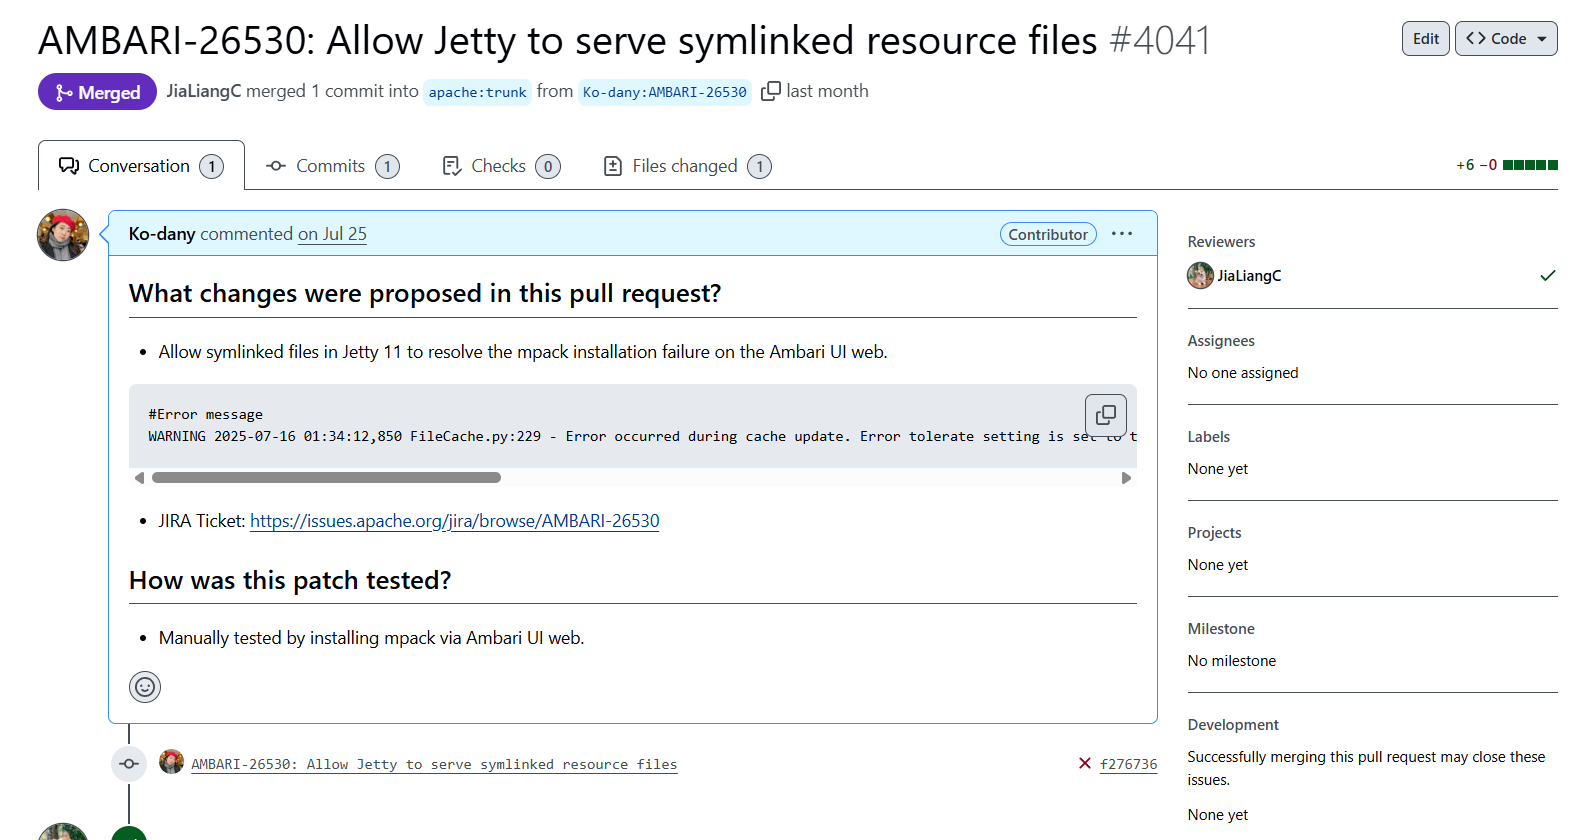 AMBARI-26530: Allow Jetty to serve symlinked resource files #4041
Edit
Code
Merged
JiaLiangC merged 1 commit into apache:trunk from Ko-dany:AMBARI-26530 last month
Conversation 1
Commits 1
Checks 0
Files changed 1
+6 −0
Ko-dany commented on Jul 25
Contributor
What changes were proposed in this pull request?
• Allow symlinked files in Jetty 11 to resolve the mpack installation failure on the Ambari UI web.
#Error message
WARNING 2025-07-16 01:34:12,850 FileCache.py:229 - Error occurred during cache update. Error tolerate setting is set to t
• JIRA Ticket: https://issues.apache.org/jira/browse/AMBARI-26530
How was this patch tested?
• Manually tested by installing mpack via Ambari UI web.
AMBARI-26530: Allow Jetty to serve symlinked resource files
f276736
Reviewers
JiaLiangC
Assignees
No one assigned
Labels
None yet
Projects
None yet
Milestone
No milestone
Development
Successfully merging this pull request may close these
issues.
None yet